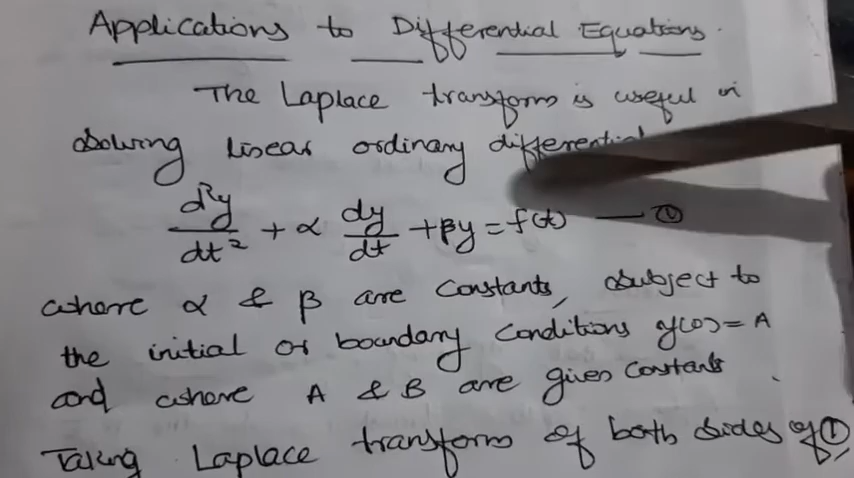 Applications to Differential Equations.
The Laplace transform is useful in
solving linear ordinary differential
d²y/dt² + α dy/dt + βy = f(t) — ①
where α & β are constants, subject to
the initial or boundary conditions y(0) = A
and where A & B are given constants.
Taking Laplace transform of both sides of ①,